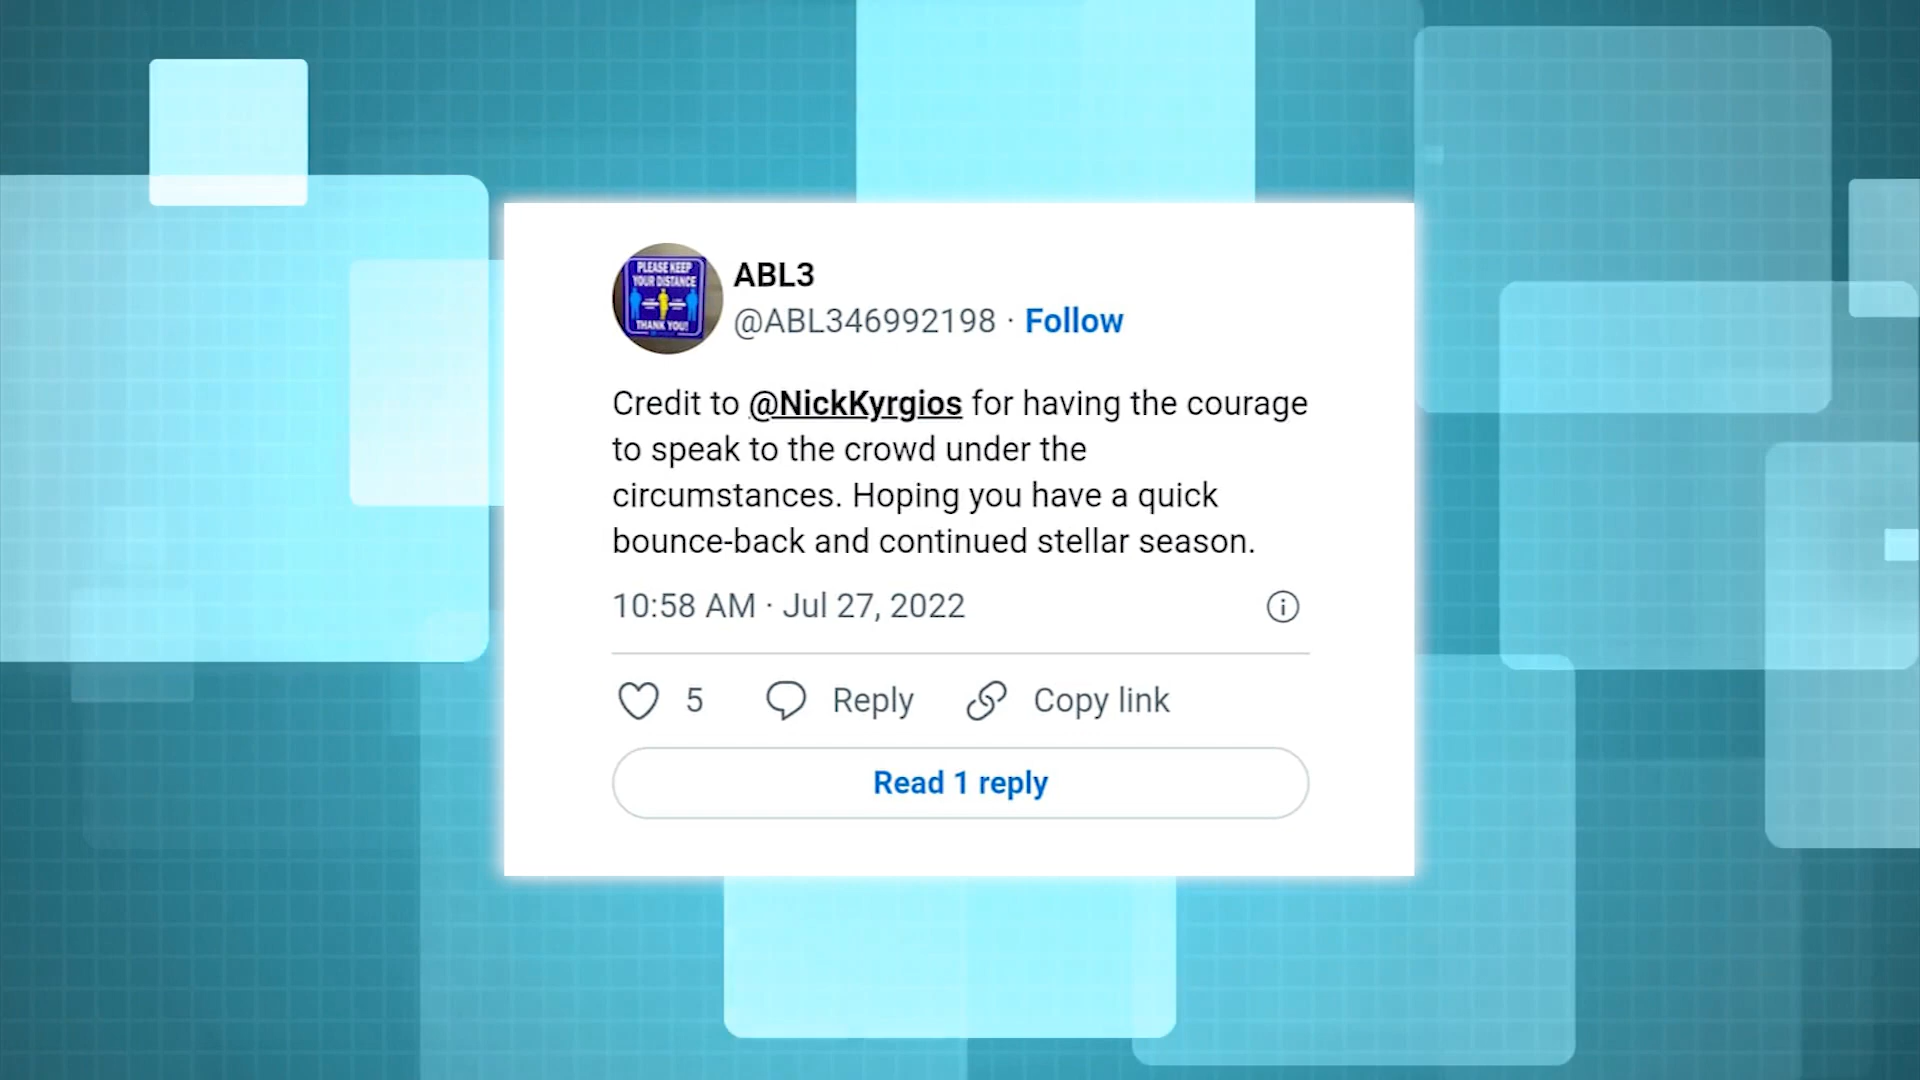 PLEASE KEEP
YOUR DISTANCE
THANK YOU!
ABL3
@ABL346992198 · Follow
Credit to @NickKyrgios for having the courage
to speak to the crowd under the
circumstances. Hoping you have a quick
bounce-back and continued stellar season.
10:58 AM · Jul 27, 2022
5 Reply Copy link
Read 1 reply